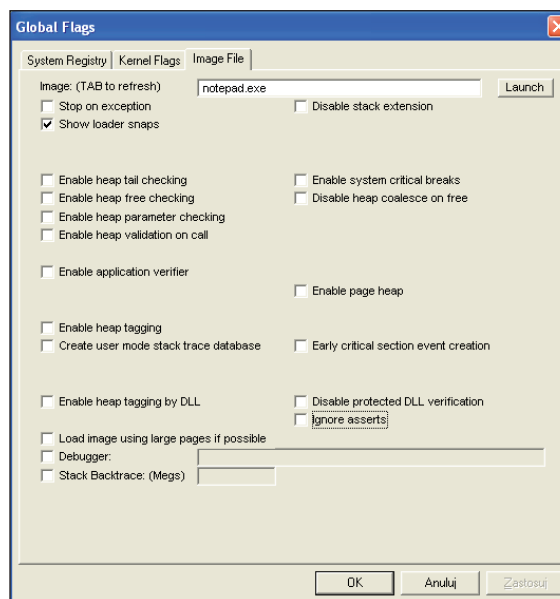 Global Flags
System Registry Kernel Flags Image File
Image: (TAB to refresh) notepad.exe Launch
Stop on exception Disable stack extension
Show loader snaps
Enable heap tail checking Enable system critical breaks
Enable heap free checking Disable heap coalesce on free
Enable heap parameter checking
Enable heap validation on call
Enable application verifier
Enable page heap
Enable heap tagging
Create user mode stack trace database Early critical section event creation
Enable heap tagging by DLL Disable protected DLL verification
Ignore asserts
Load image using large pages if possible
Debugger:
Stack Backtrace: (Megs)
OK Anuluj Zastosuj